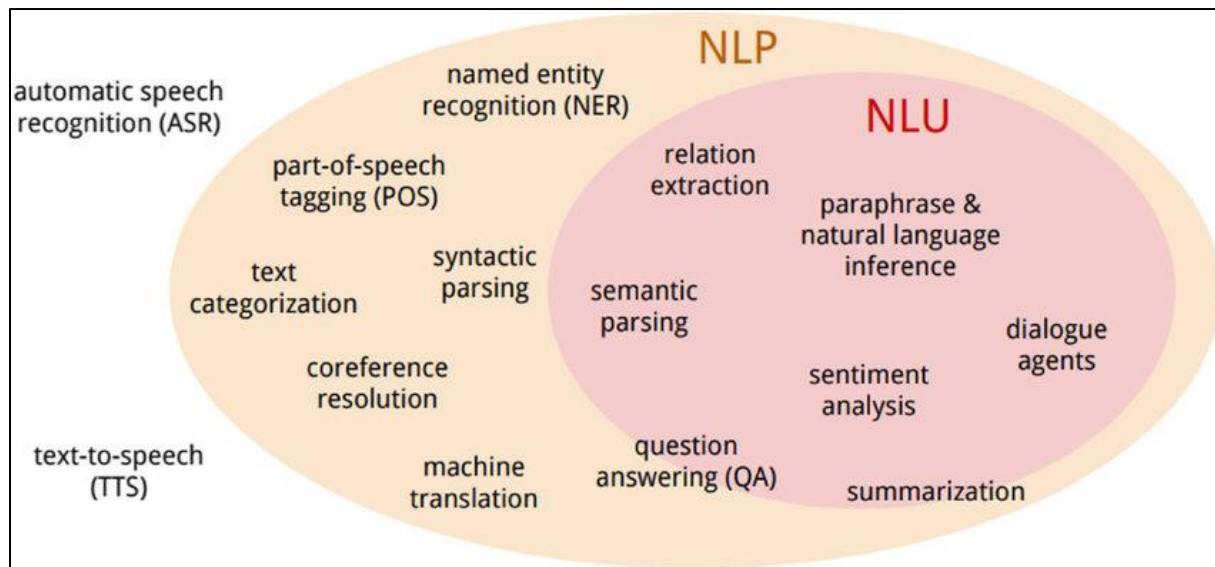 NLP
named entity
recognition (NER)
automatic speech
recognition (ASR)
NLU
relation
extraction
part-of-speech
tagging (POS)
paraphrase &
natural language
inference
syntactic
parsing
text
categorization
semantic
parsing
dialogue
agents
coreference
resolution
sentiment
analysis
question
answering (QA)
text-to-speech
(TTS)
machine
translation
summarization